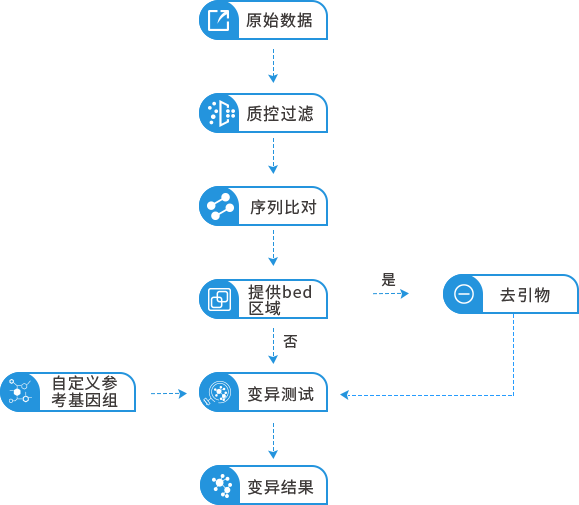 原始数据
质控过滤
序列比对
提供bed
区域
是
去引物
否
自定义参
考基因组
变异测试
变异结果